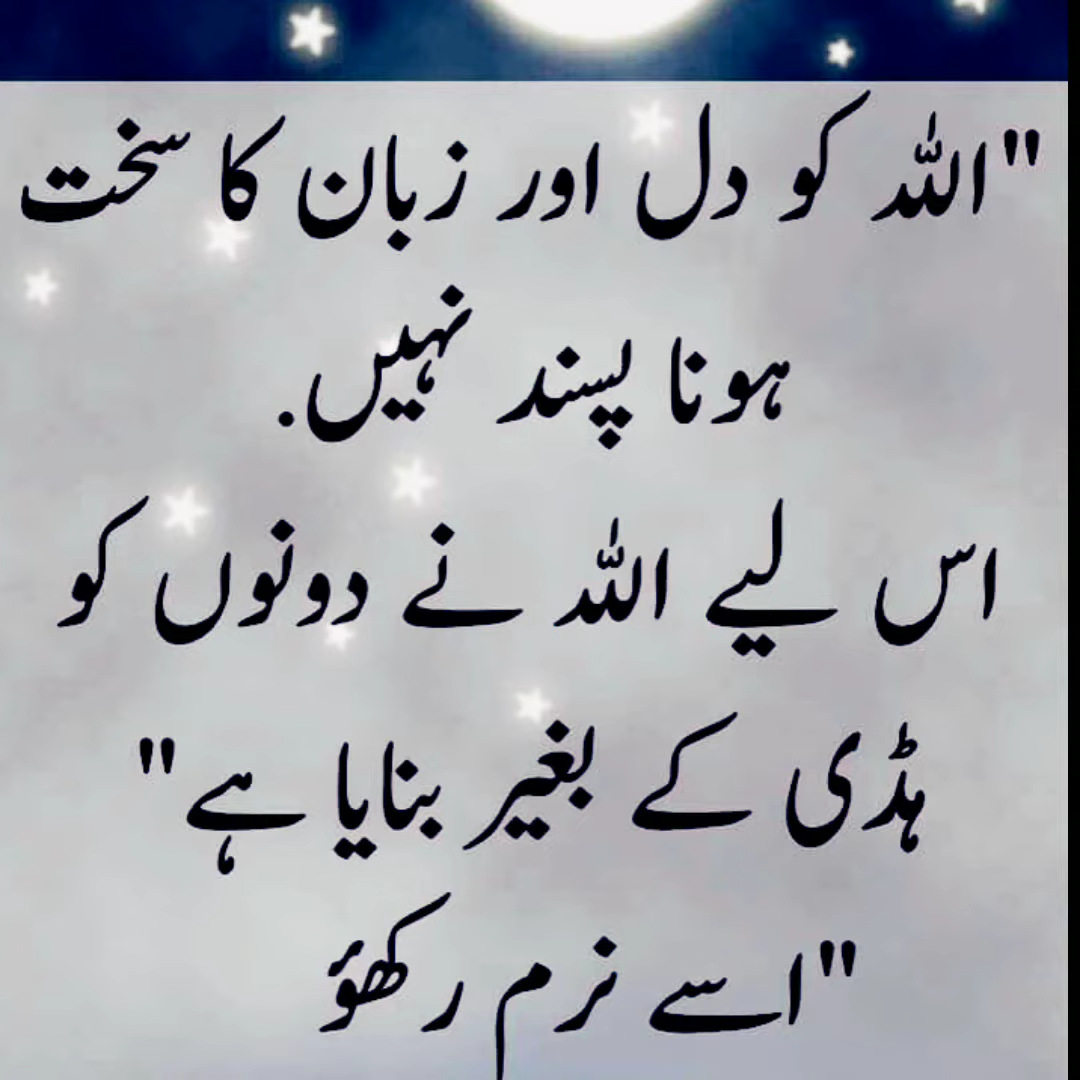 "اللہ کو دل اور زبان کا سخت
ہونا پسند نہیں.
اس لیے اللہ نے دونوں کو
ہڈی کے بغیر بنایا ہے"
"اسے نرم رکھؤ